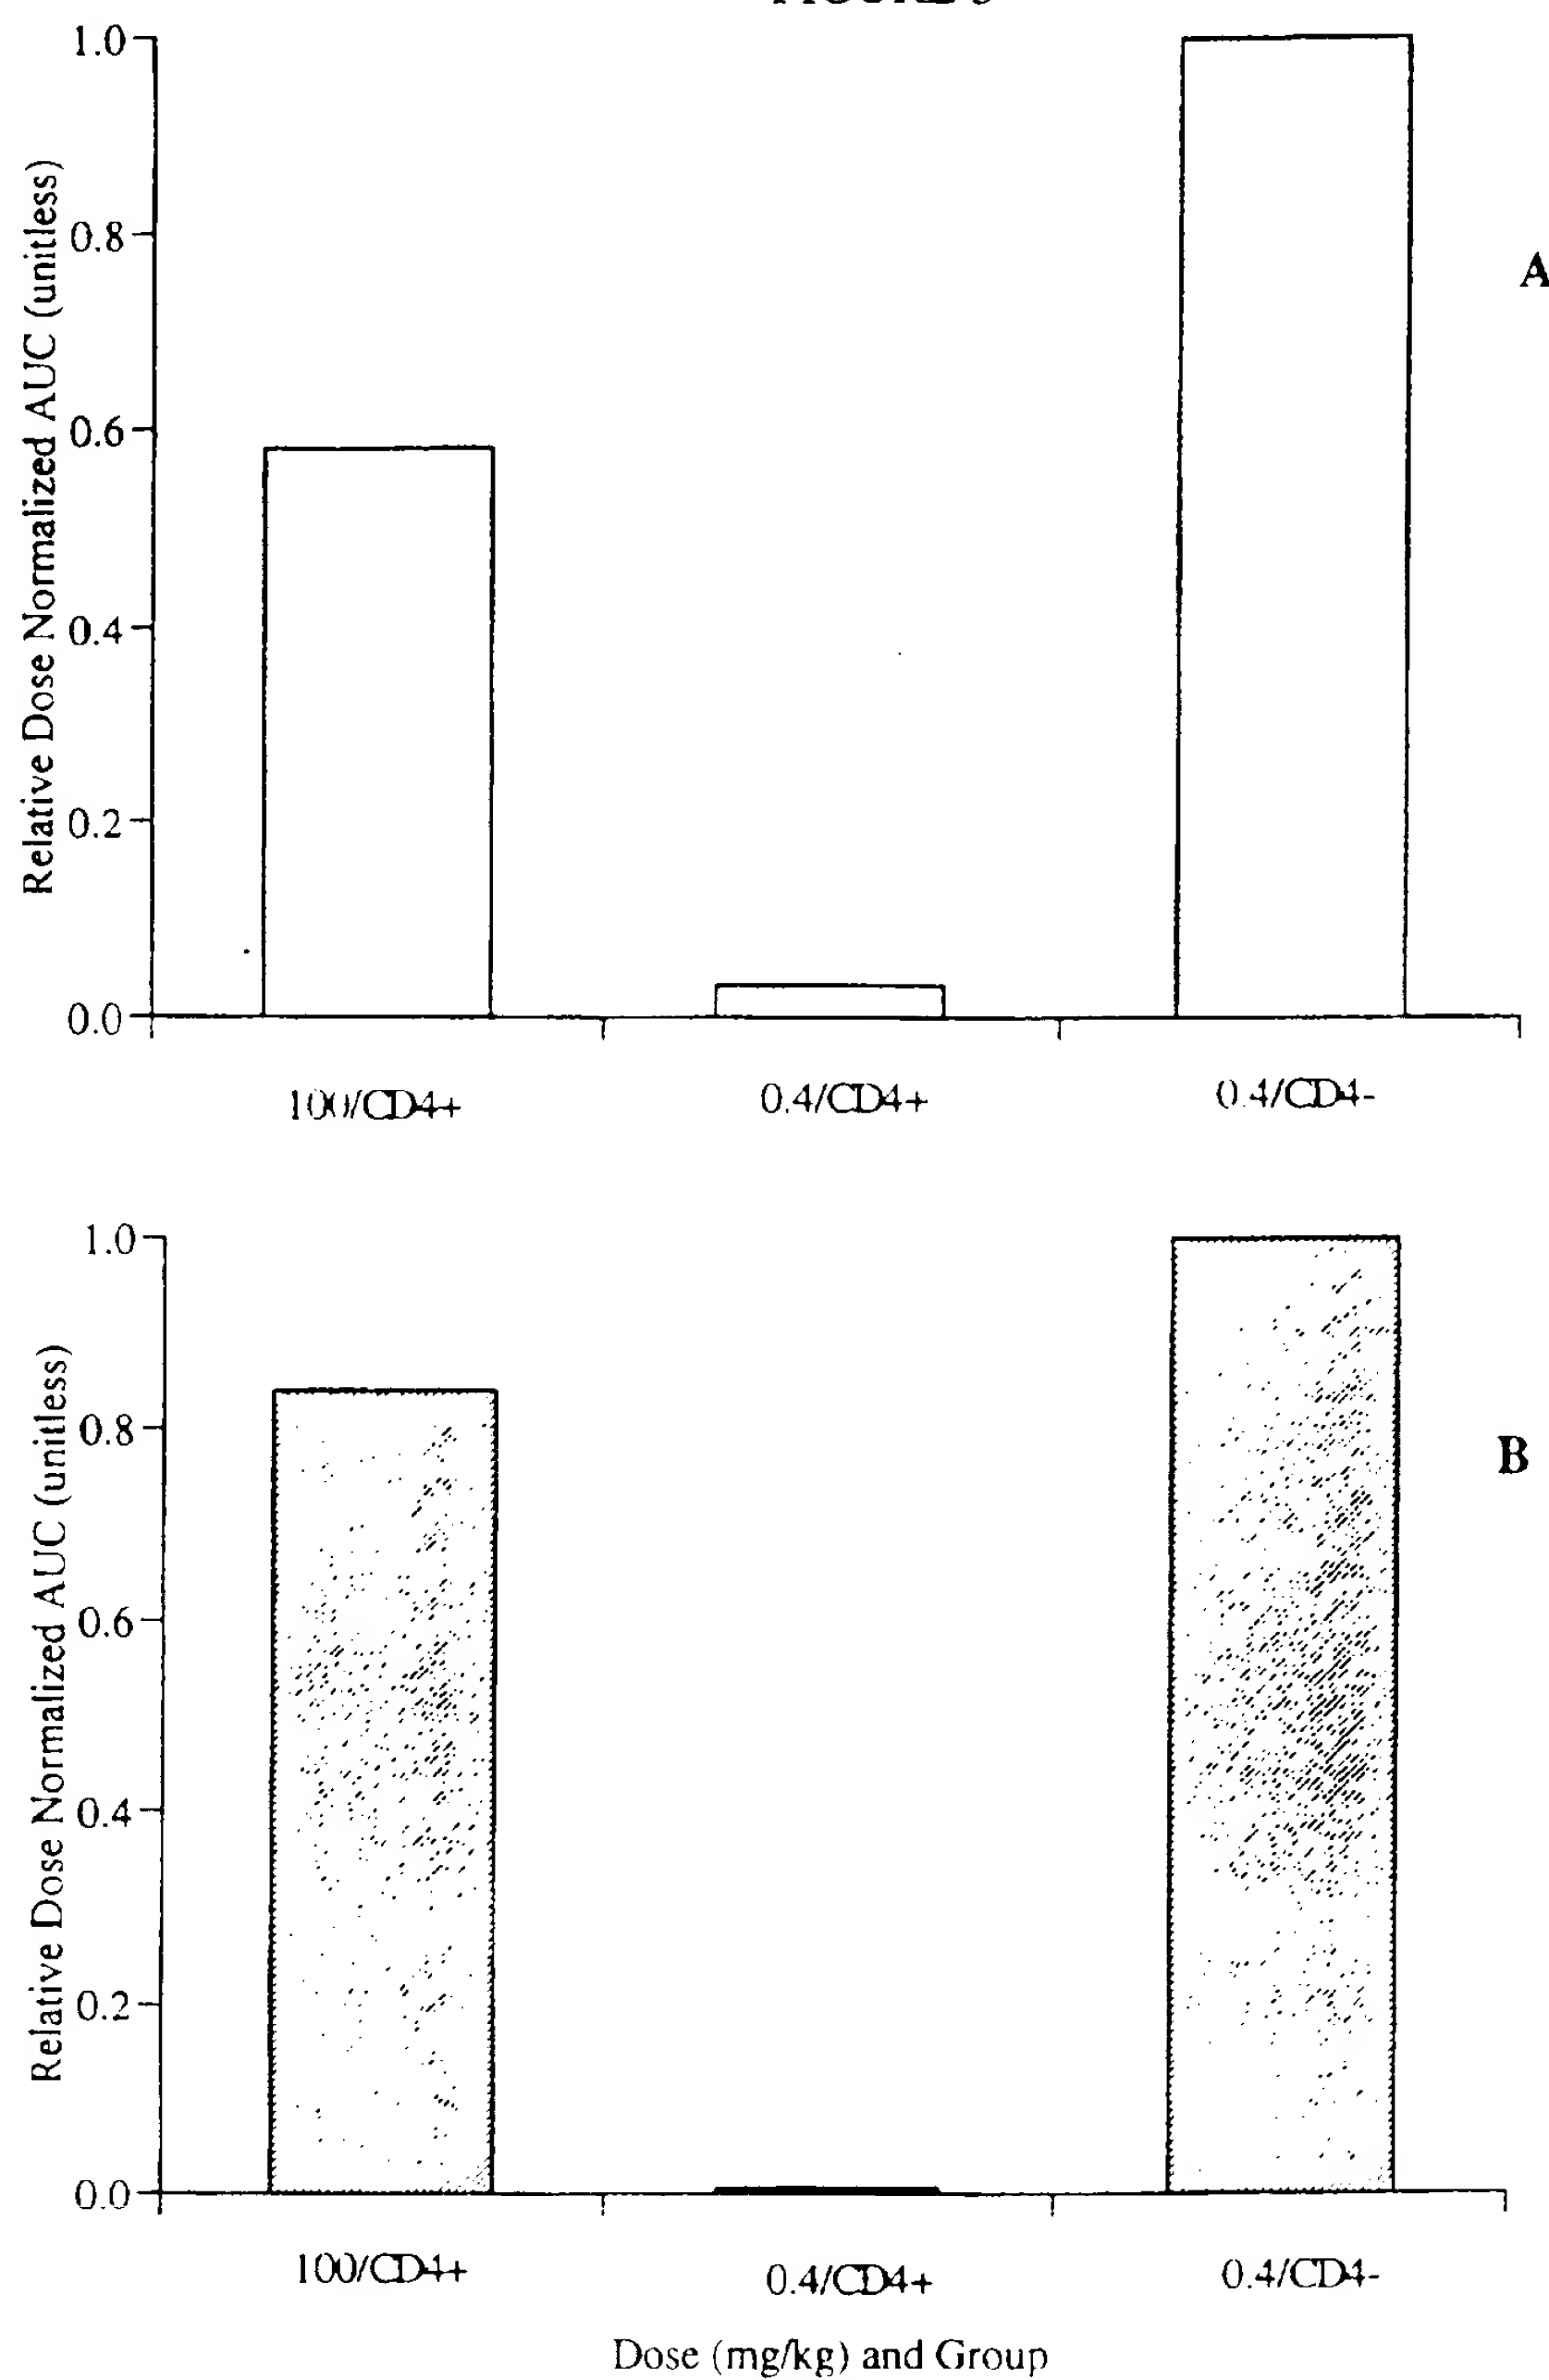 Relative Dose Normalized AUC (unitless)
1.0
0.8
0.6
0.4
0.2
0.0
A
100/CD4+ 0.4/CD4+ 0.4/CD4-
Relative Dose Normalized AUC (unitless)
1.0
0.8
0.6
0.4
0.2
0.0
B
100/CD4+ 0.4/CD4+ 0.4/CD4-
Dose (mg/kg) and Group